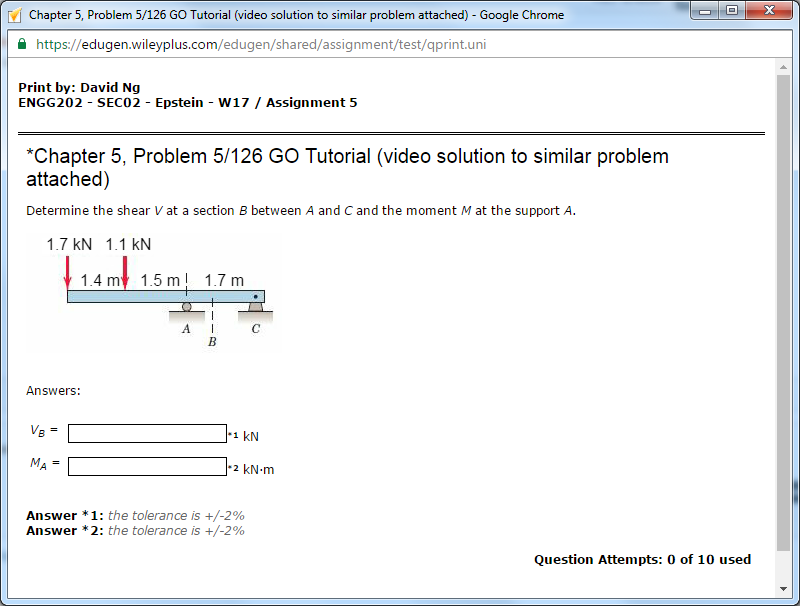 Chapter 5, Problem 5/126 GO Tutorial (video solution to similar problem attached) - Google Chrome
https://edugen.wileyplus.com/edugen/shared/assignment/test/qprint.uni
Print by: David Ng
ENGG202 - SEC02 - Epstein - W17 / Assignment 5
*Chapter 5, Problem 5/126 GO Tutorial (video solution to similar problem
attached)
Determine the shear V at a section B between A and C and the moment M at the support A.
1.7 kN 1.1 kN
1.4 m 1.5 m 1.7 m
A C
B
Answers:
VB = *1 kN
MA = *2 kN·m
Answer *1: the tolerance is +/-2%
Answer *2: the tolerance is +/-2%
Question Attempts: 0 of 10 used